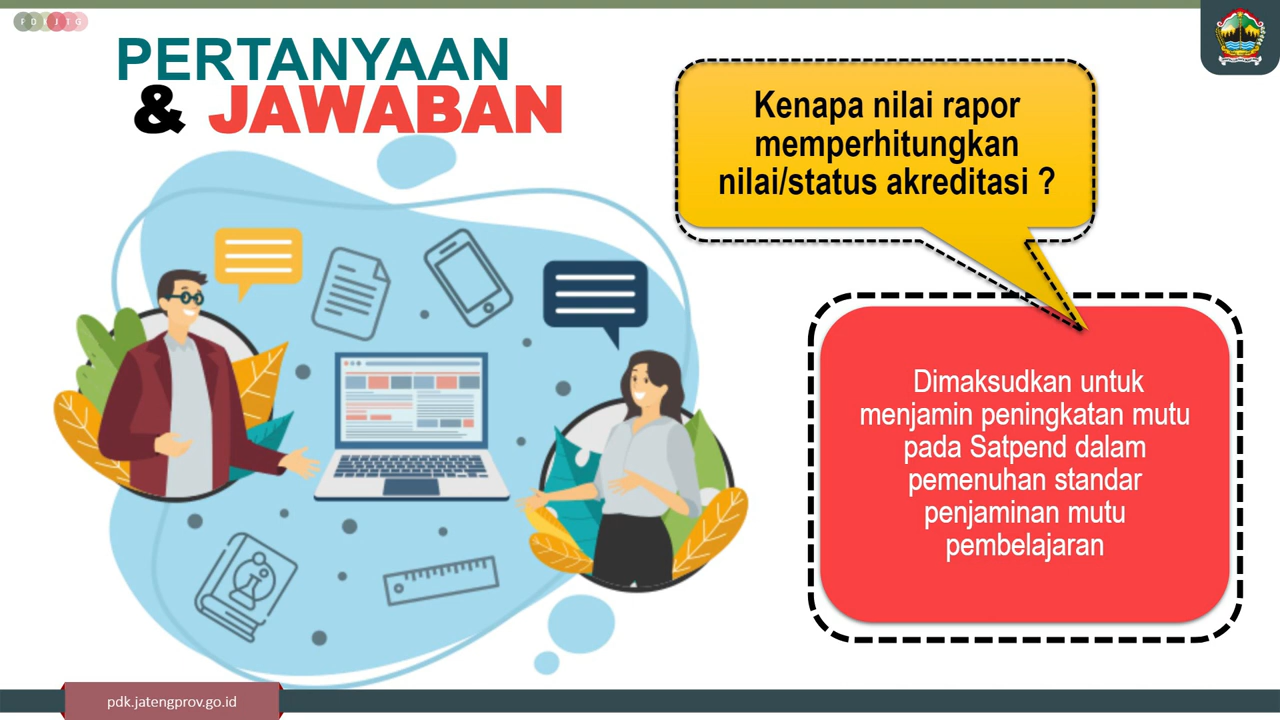 PDKJTG
PERTANYAAN
& JAWABAN
Kenapa nilai rapor
memperhitungkan
nilai/status akreditasi ?
Dimaksudkan untuk
menjamin peningkatan mutu
pada Satpend dalam
pemenuhan standar
penjaminan mutu
pembelajaran
pdk.jatengprov.go.id